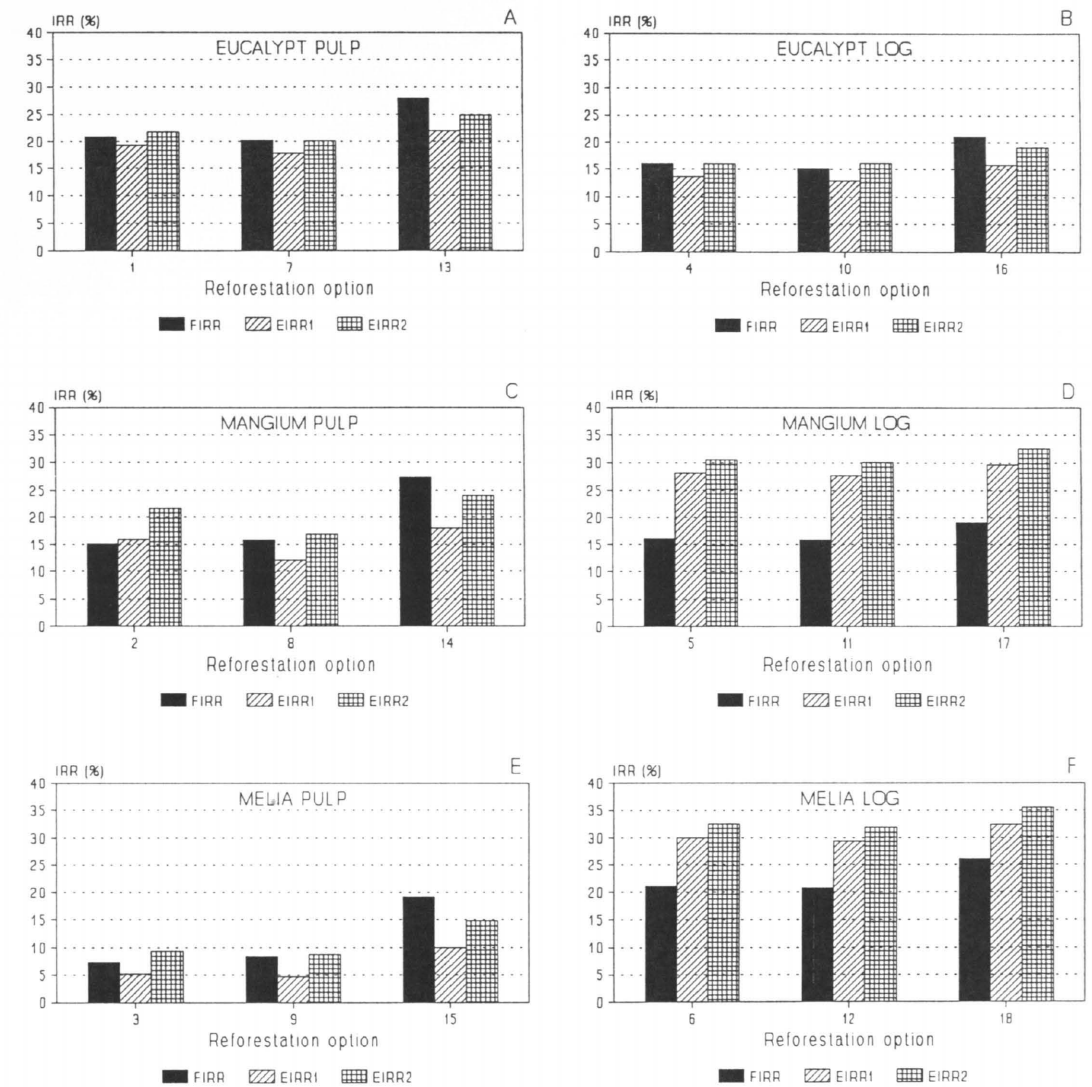 IRR (%)
A
EUCALYPT PULP
40
35
30
25
20
15
10
5
0
1 7 13
Reforestation option
FIRR EIRR1 EIRR2
IRR (%)
B
EUCALYPT LOG
40
35
30
25
20
15
10
5
0
4 10 16
Reforestation option
FIRR EIRR1 EIRR2
IRR (%)
C
MANGIUM PULP
40
35
30
25
20
15
10
5
0
2 8 14
Reforestation option
FIRR EIRR1 EIRR2
IRR (%)
D
MANGIUM LOG
40
35
30
25
20
15
10
5
0
5 11 17
Reforestation option
FIRR EIRR1 EIRR2
IRR (%)
E
MELIA PULP
40
35
30
25
20
15
10
5
0
3 9 15
Reforestation option
FIRR EIRR1 EIRR2
IRR (%)
F
MELIA LOG
40
35
30
25
20
15
10
5
0
6 12 18
Reforestation option
FIRR EIRR1 EIRR2